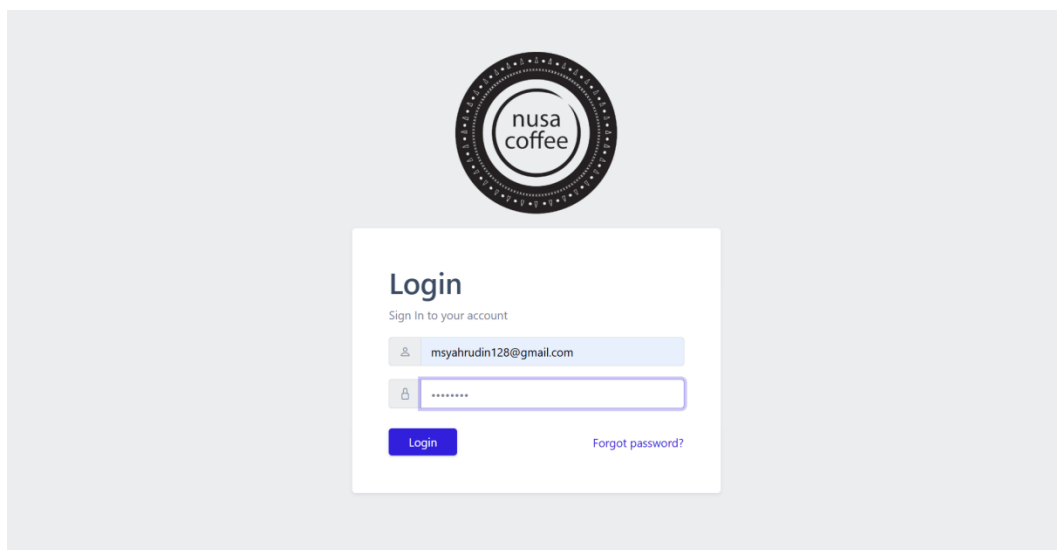 nusa
coffee
Login
Sign In to your account
msyahrudin128@gmail.com
••••••••
Login Forgot password?